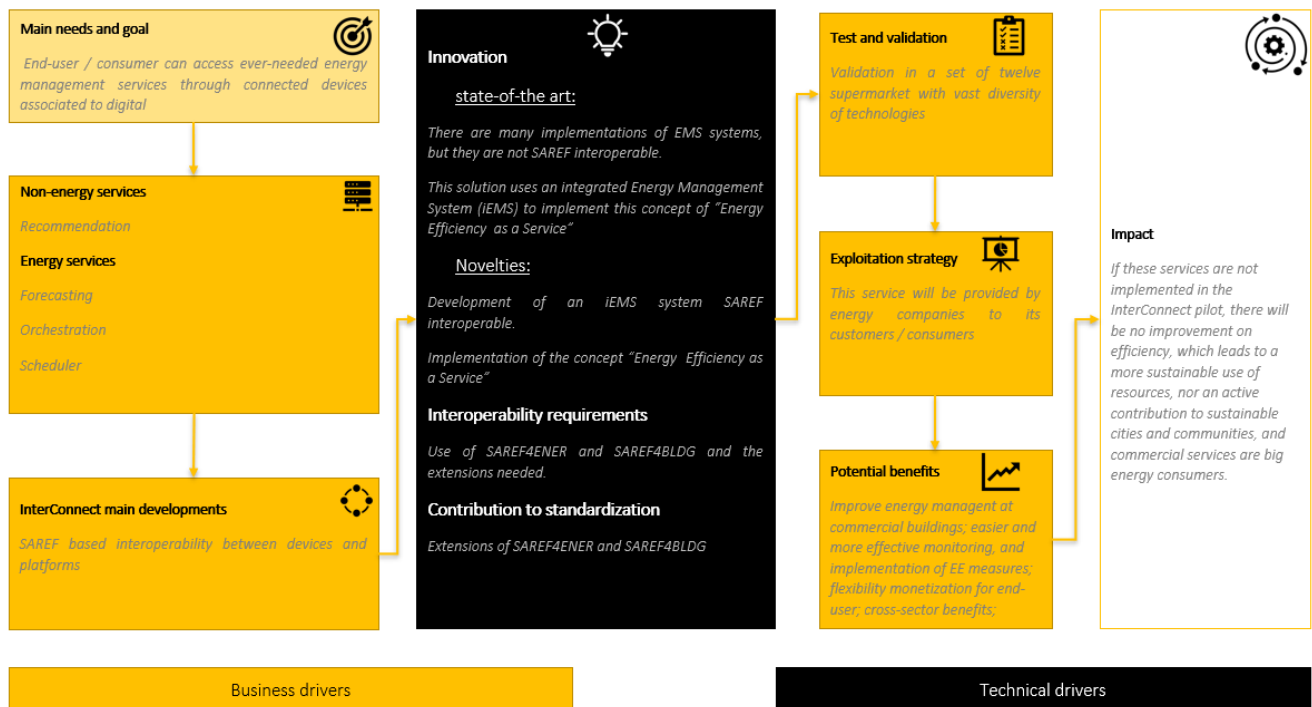 Main needs and goal
End-user / consumer can access ever-needed energy
management services through connected devices
associated to digital
Non-energy services
Recommendation
Energy services
Forecasting
Orchestration
Scheduler
InterConnect main developments
SAREF based interoperability between devices and
platforms
Innovation
state-of-the art:
There are many implementations of EMS systems,
but they are not SAREF interoperable.
This solution uses an integrated Energy Management
System (iEMS) to implement this concept of "Energy
Efficiency as a Service"
Novelties:
Development of an iEMS system SAREF
interoperable.
Implementation of the concept "Energy Efficiency as
a Service"
Interoperability requirements
Use of SAREF4ENER and SAREF4BLDG and the
extensions needed.
Contribution to standardization
Extensions of SAREF4ENER and SAREF4BLDG
Test and validation
Validation in a set of twelve
supermarket with vast diversity
of technologies
Exploitation strategy
This service will be provided by
energy companies to its
customers / consumers
Potential benefits
Improve energy managent at
commercial buildings; easier and
more effective monitoring, and
implementation of EE measures;
flexibility monetization for end-
user; cross-sector benefits;
Impact
If these services are not
implemented in the
InterConnect pilot, there will
be no improvement on
efficiency, which leads to a
more sustainable use of
resources, nor an active
contribution to sustainable
cities and communities, and
commercial services are big
energy consumers.
Business drivers
Technical drivers